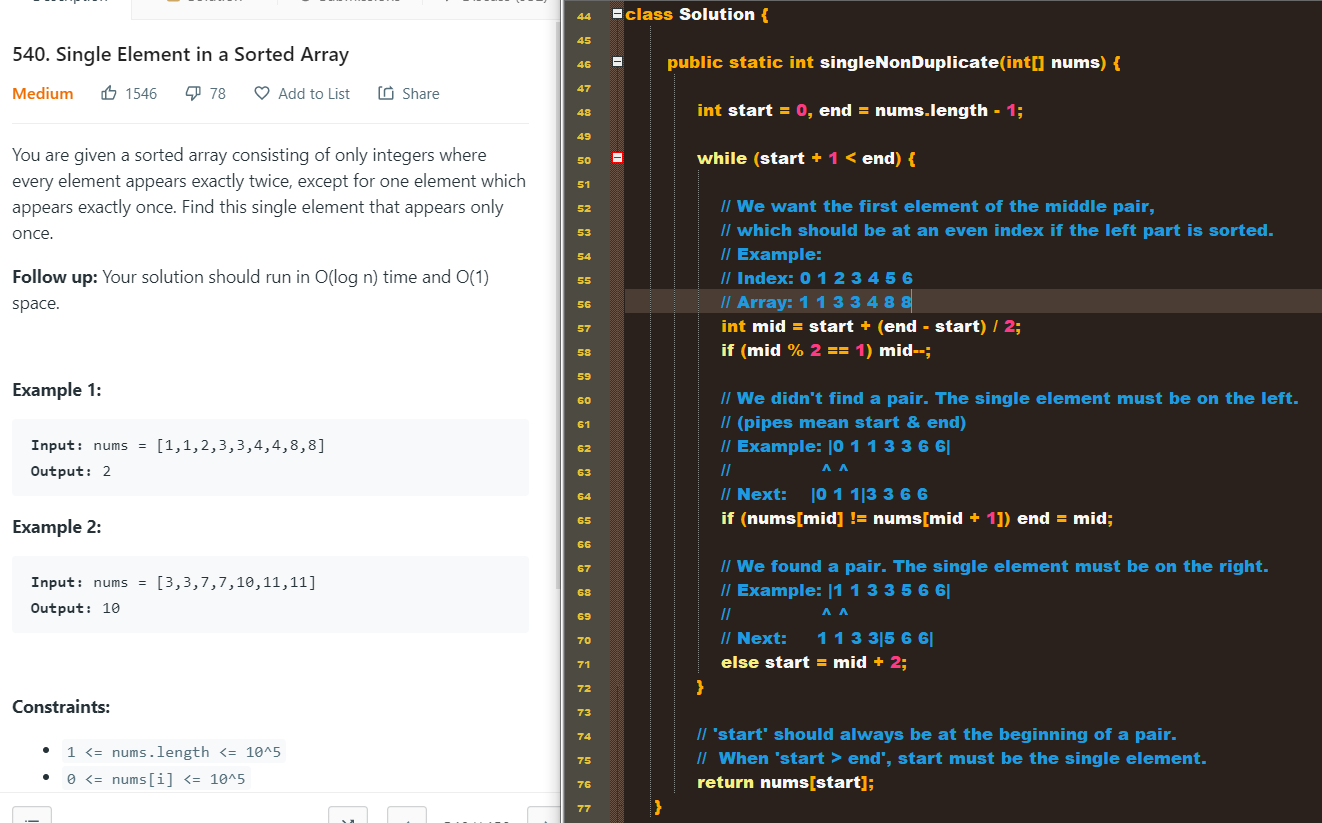 540. Single Element in a Sorted Array
Medium 1546 78 Add to List Share
You are given a sorted array consisting of only integers where
every element appears exactly twice, except for one element which
appears exactly once. Find this single element that appears only
once.
Follow up: Your solution should run in O(log n) time and O(1)
space.
Example 1:
Input: nums = [1,1,2,3,3,4,4,8,8]
Output: 2
Example 2:
Input: nums = [3,3,7,7,10,11,11]
Output: 10
Constraints:
• 1 <= nums.length <= 10^5
• 0 <= nums[i] <= 10^5
44 class Solution {
45
46 public static int singleNonDuplicate(int[] nums) {
47
48 int start = 0, end = nums.length - 1;
49
50 while (start + 1 < end) {
51
52 // We want the first element of the middle pair,
53 // which should be at an even index if the left part is sorted.
54 // Example:
55 // Index: 0 1 2 3 4 5 6
56 // Array: 1 1 3 3 4 8 8
57 int mid = start + (end - start) / 2;
58 if (mid % 2 == 1) mid--;
59
60 // We didn't find a pair. The single element must be on the left.
61 // (pipes mean start & end)
62 // Example: |0 1 1 3 3 6 6|
63 // ^ ^
64 // Next: |0 1 1|3 3 6 6
65 if (nums[mid] != nums[mid + 1]) end = mid;
66
67 // We found a pair. The single element must be on the right.
68 // Example: |1 1 3 3 5 6 6|
69 // ^ ^
70 // Next: 1 1 3 3|5 6 6|
71 else start = mid + 2;
72 }
73
74 // 'start' should always be at the beginning of a pair.
75 // When 'start > end', start must be the single element.
76 return nums[start];
77 }